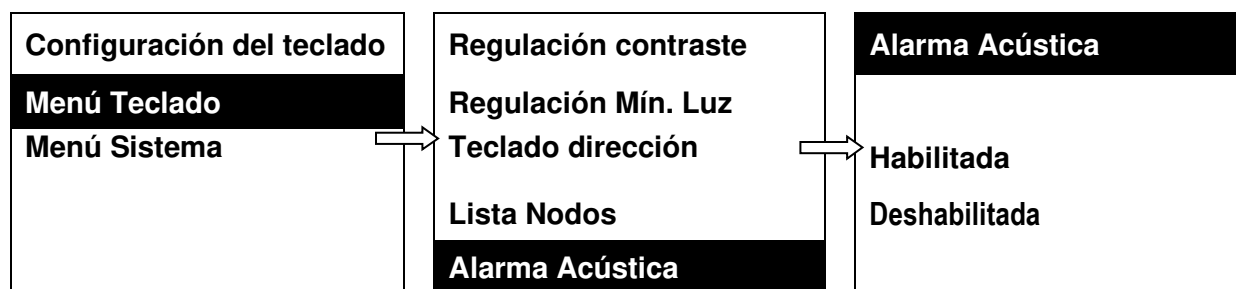 Configuración del teclado
Menú Teclado
Menú Sistema
Regulación contraste
Regulación Mín. Luz
Teclado dirección
Lista Nodos
Alarma Acústica
Alarma Acústica
Habilitada
Deshabilitada